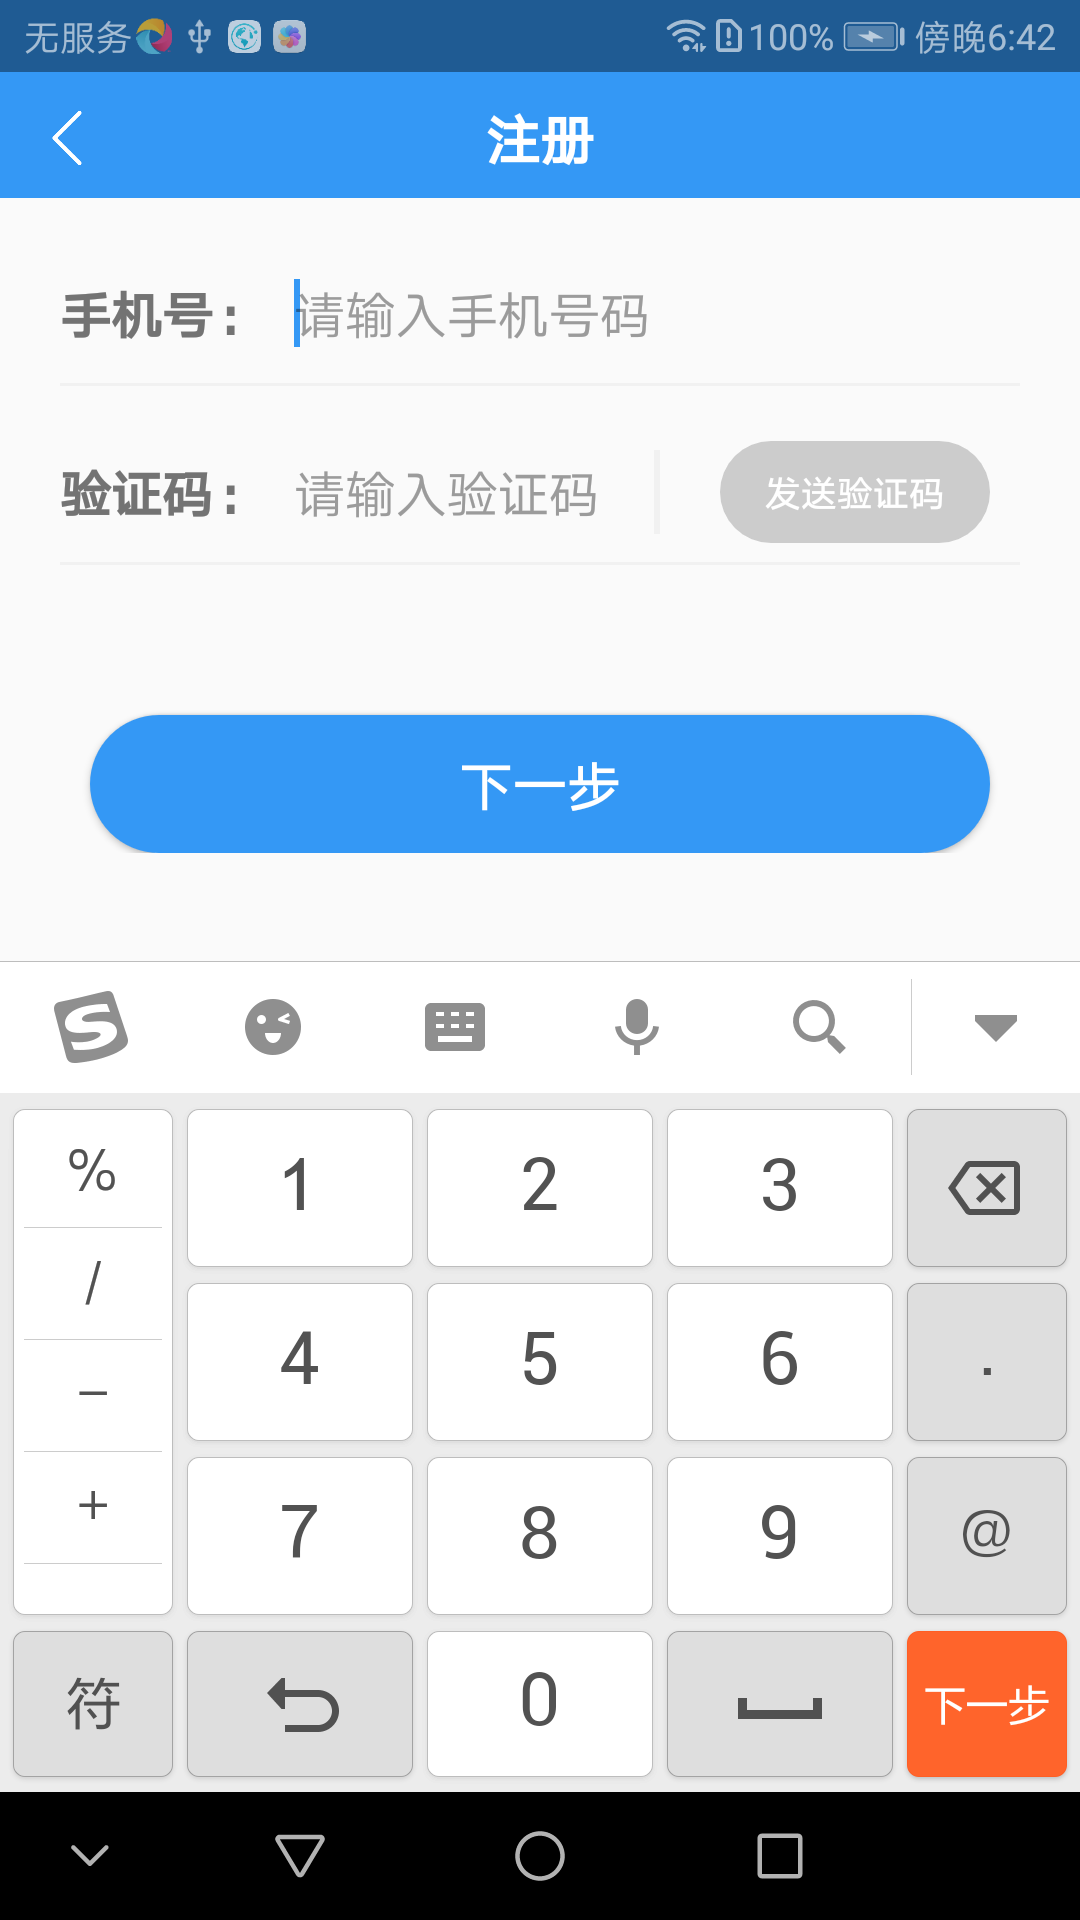 无服务 100% 傍晚6:42
注册
手机号: 请输入手机号码
验证码: 请输入验证码 发送验证码
下一步
% 1 2 3
/ 4 5 6 .
−
+ 7 8 9 @
符 0 下一步